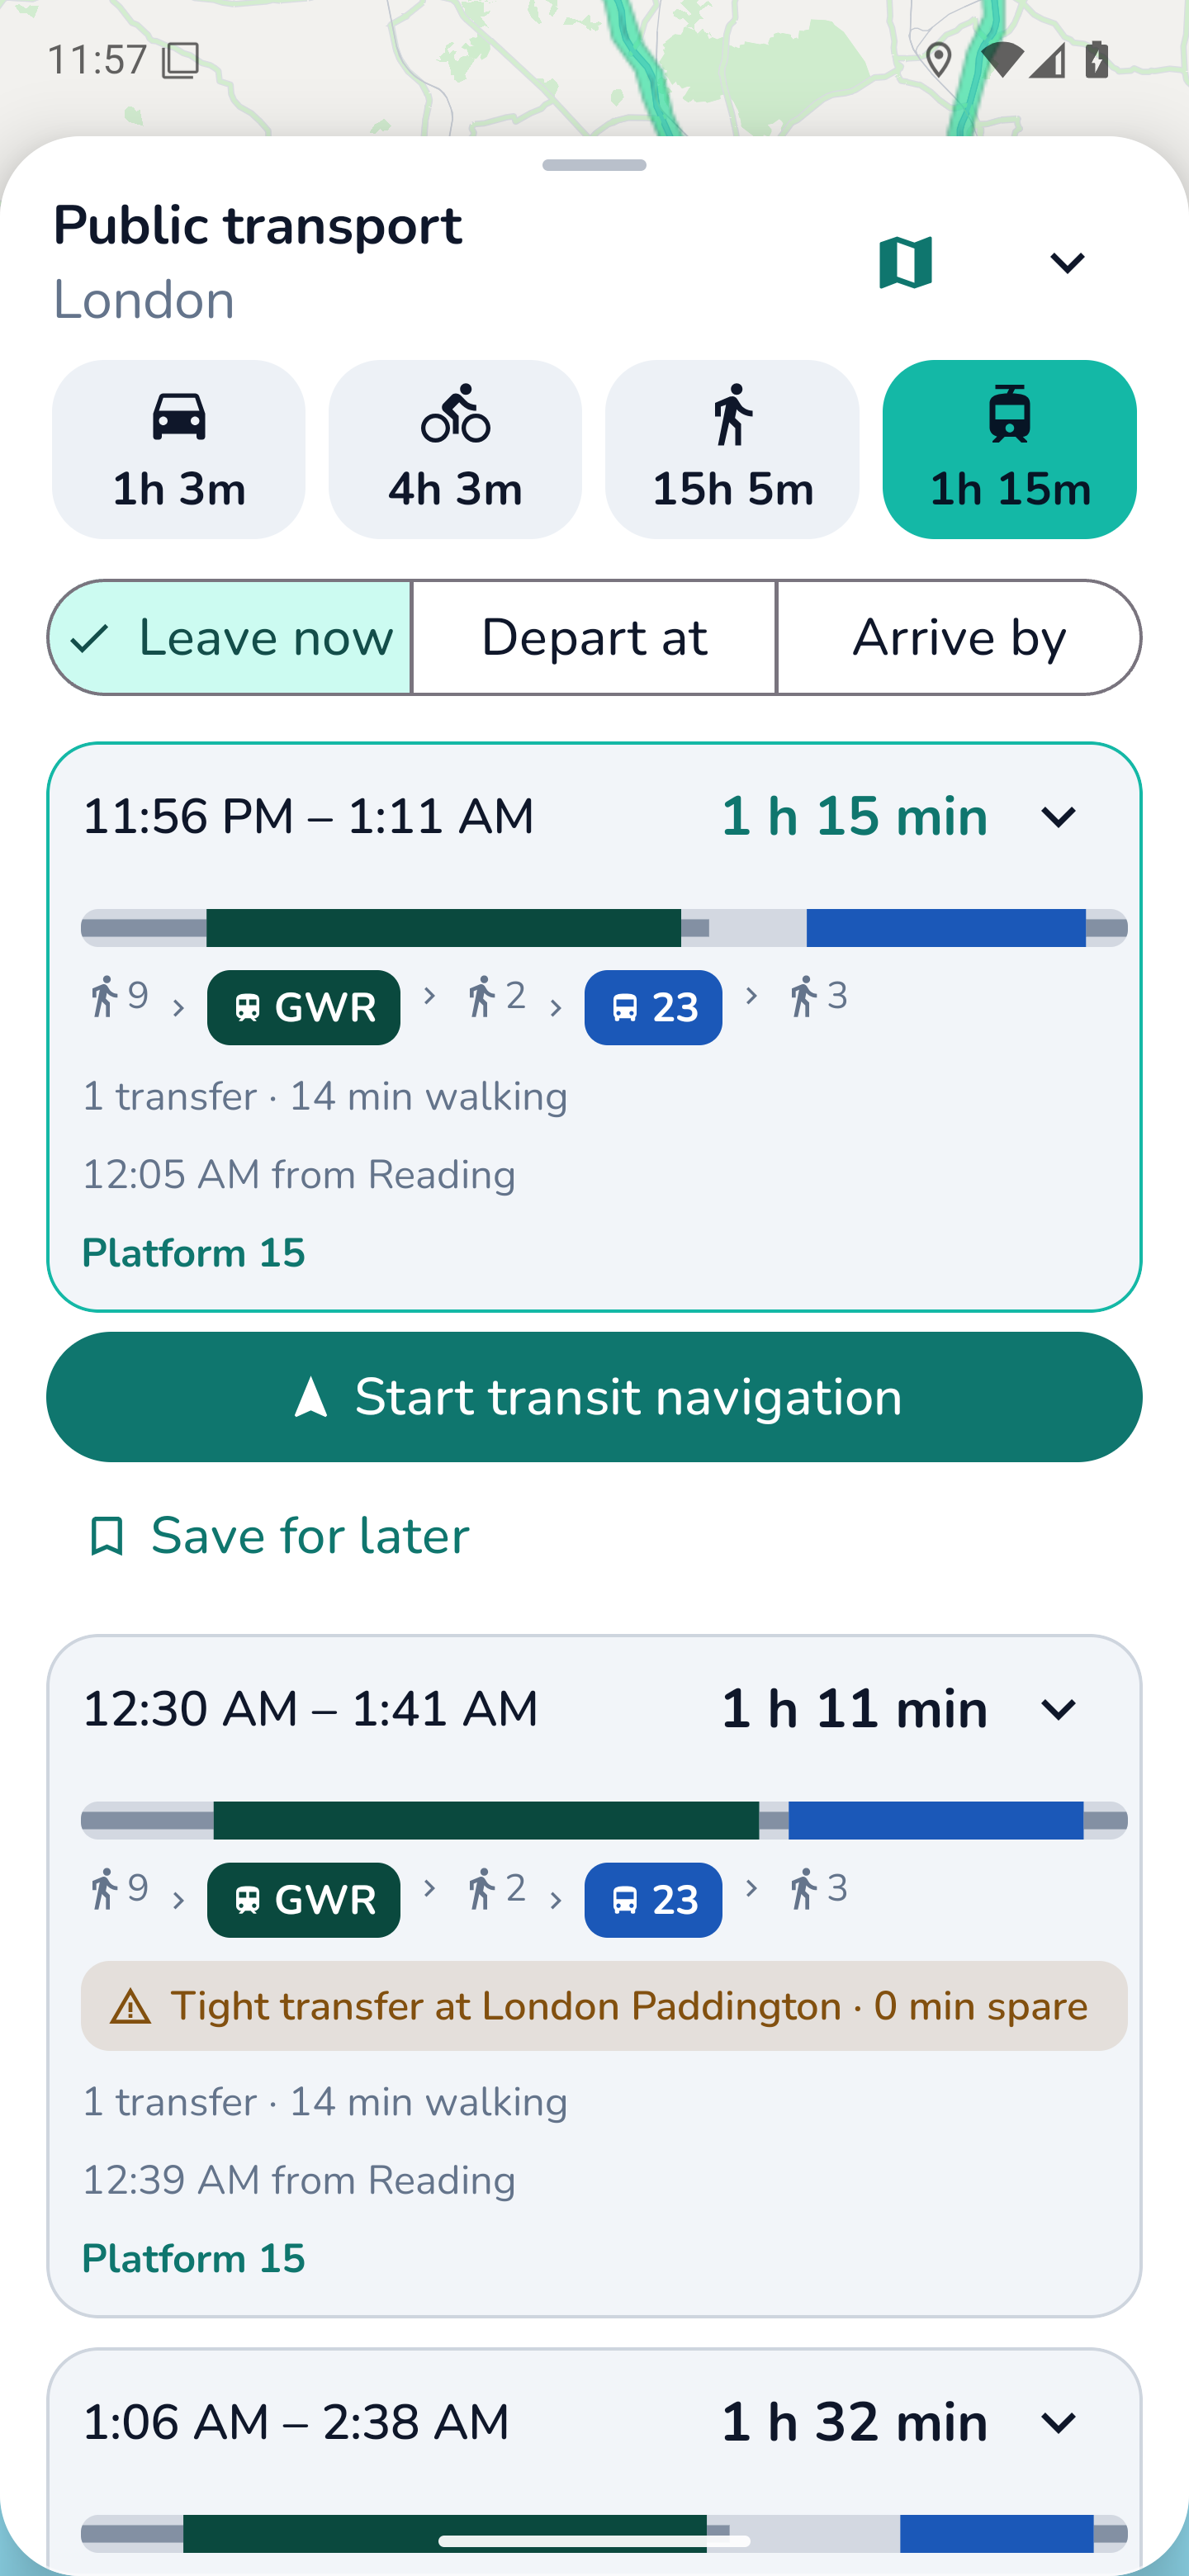 11:57
Public transport
London
1h 3m 4h 3m 15h 5m 1h 15m
Leave now Depart at Arrive by
11:56 PM – 1:11 AM 1 h 15 min
9 › GWR › 2 › 23 › 3
1 transfer · 14 min walking
12:05 AM from Reading
Platform 15
Start transit navigation
Save for later
12:30 AM – 1:41 AM 1 h 11 min
9 › GWR › 2 › 23 › 3
Tight transfer at London Paddington · 0 min spare
1 transfer · 14 min walking
12:39 AM from Reading
Platform 15
1:06 AM – 2:38 AM 1 h 32 min